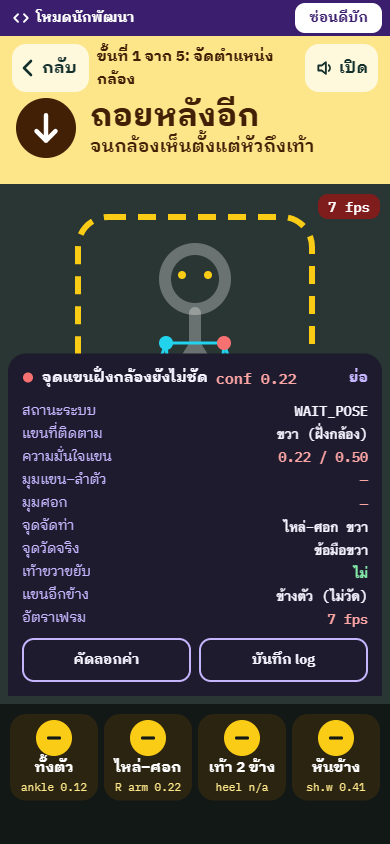 โหมดนักพัฒนา
ซ่อนดีบัก
กลับ
ขั้นที่ 1 จาก 5: จัดตำแหน่ง
กล้อง
เปิด
ถอยหลังอีก
จนกล้องเห็นตั้งแต่หัวถึงเท้า
7 fps
จุดแขนฝั่งกล้องยังไม่ชัด conf 0.22 ย่อ
สถานะระบบ WAIT_POSE
แขนที่ติดตาม ขวา (ฝั่งกล้อง)
ความมั่นใจแขน 0.22 / 0.50
มุมแขน–ลำตัว –
มุมศอก –
จุดจัดท่า ไหล่–ศอก ขวา
จุดวัดจริง ข้อมือขวา
เท้าขวาขยับ ไม่
แขนอีกข้าง ข้างตัว (ไม่วัด)
อัตราเฟรม 7 fps
คัดลอกค่า บันทึก log
ทั้งตัว ไหล่–ศอก เท้า 2 ข้าง หันข้าง
ankle 0.12 R arm 0.22 heel n/a sh.w 0.41